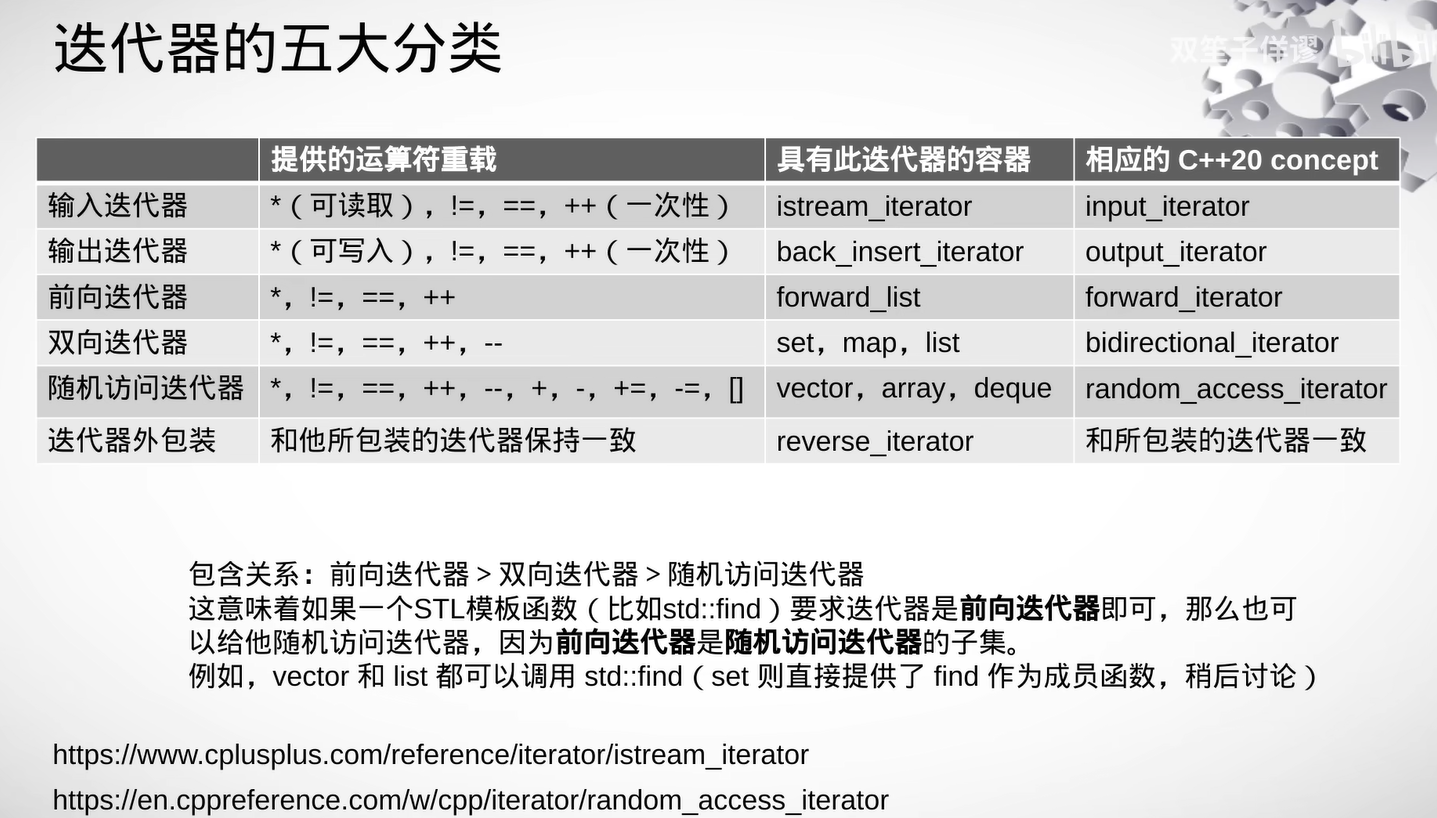 迭代器的五大分类
双笙子佯谬 bilibili
提供的运算符重载 具有此迭代器的容器 相应的 C++20 concept
输入迭代器 *（可读取），!=，==，++（一次性） istream_iterator input_iterator
输出迭代器 *（可写入），!=，==，++（一次性） back_insert_iterator output_iterator
前向迭代器 *，!=，==，++ forward_list forward_iterator
双向迭代器 *，!=，==，++，-- set，map，list bidirectional_iterator
随机访问迭代器 *，!=，==，++，--，+，-，+=，-=，[] vector，array，deque random_access_iterator
迭代器外包装 和他所包装的迭代器保持一致 reverse_iterator 和所包装的迭代器一致
包含关系：前向迭代器 > 双向迭代器 > 随机访问迭代器
这意味着如果一个STL模板函数（比如std::find）要求迭代器是前向迭代器即可，那么也可
以给他随机访问迭代器，因为前向迭代器是随机访问迭代器的子集。
例如，vector 和 list 都可以调用 std::find（set 则直接提供了 find 作为成员函数，稍后讨论）
https://www.cplusplus.com/reference/iterator/istream_iterator
https://en.cppreference.com/w/cpp/iterator/random_access_iterator